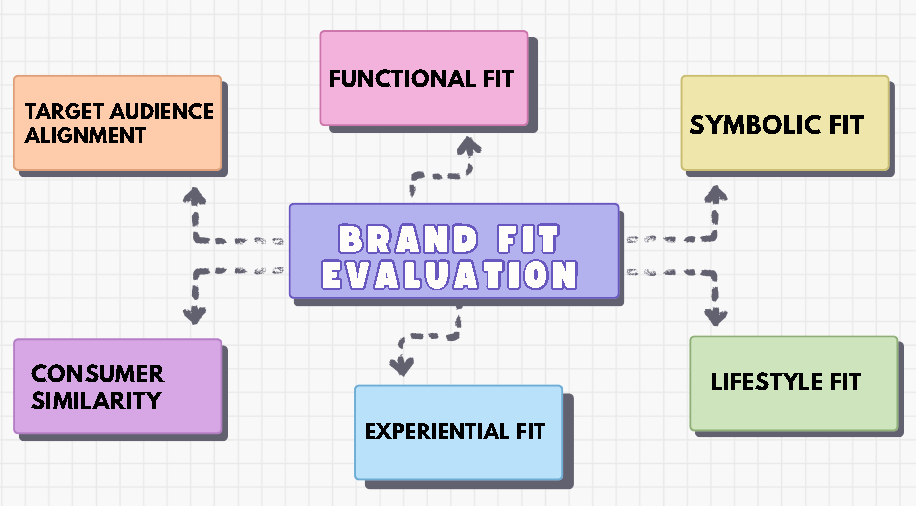 FUNCTIONAL FIT
TARGET AUDIENCE
ALIGNMENT
SYMBOLIC FIT
BRAND FIT
EVALUATION
CONSUMER
SIMILARITY
LIFESTYLE FIT
EXPERIENTIAL FIT